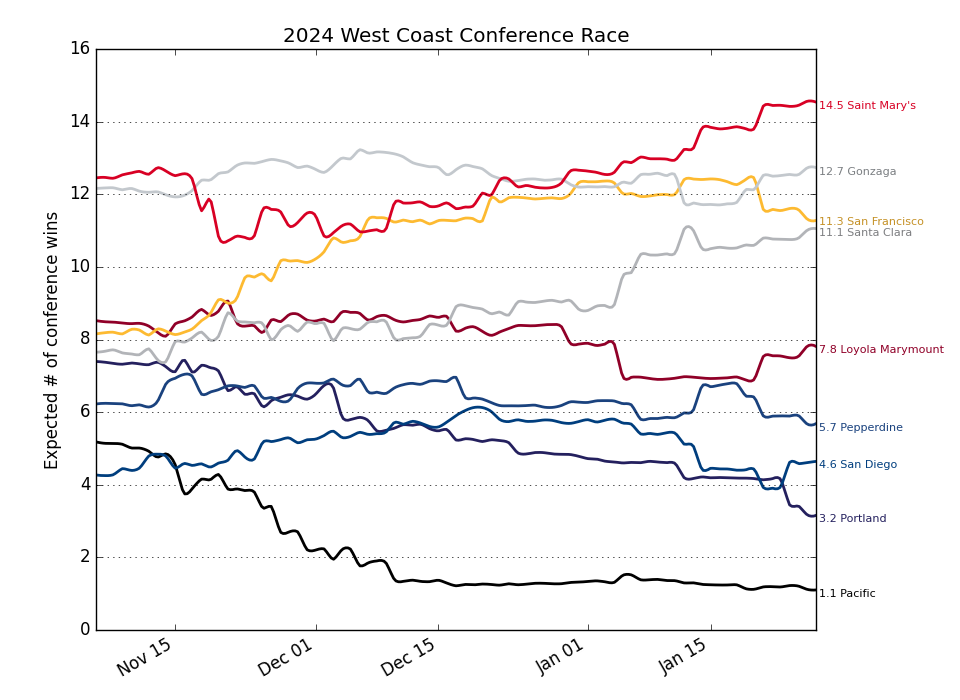 2024 West Coast Conference Race
Expected # of conference wins
16
14
12
10
8
6
4
2
0
14.5 Saint Mary's
12.7 Gonzaga
11.3 San Francisco
11.1 Santa Clara
7.8 Loyola Marymount
5.7 Pepperdine
4.6 San Diego
3.2 Portland
1.1 Pacific
Nov 15
Dec 01
Dec 15
Jan 01
Jan 15